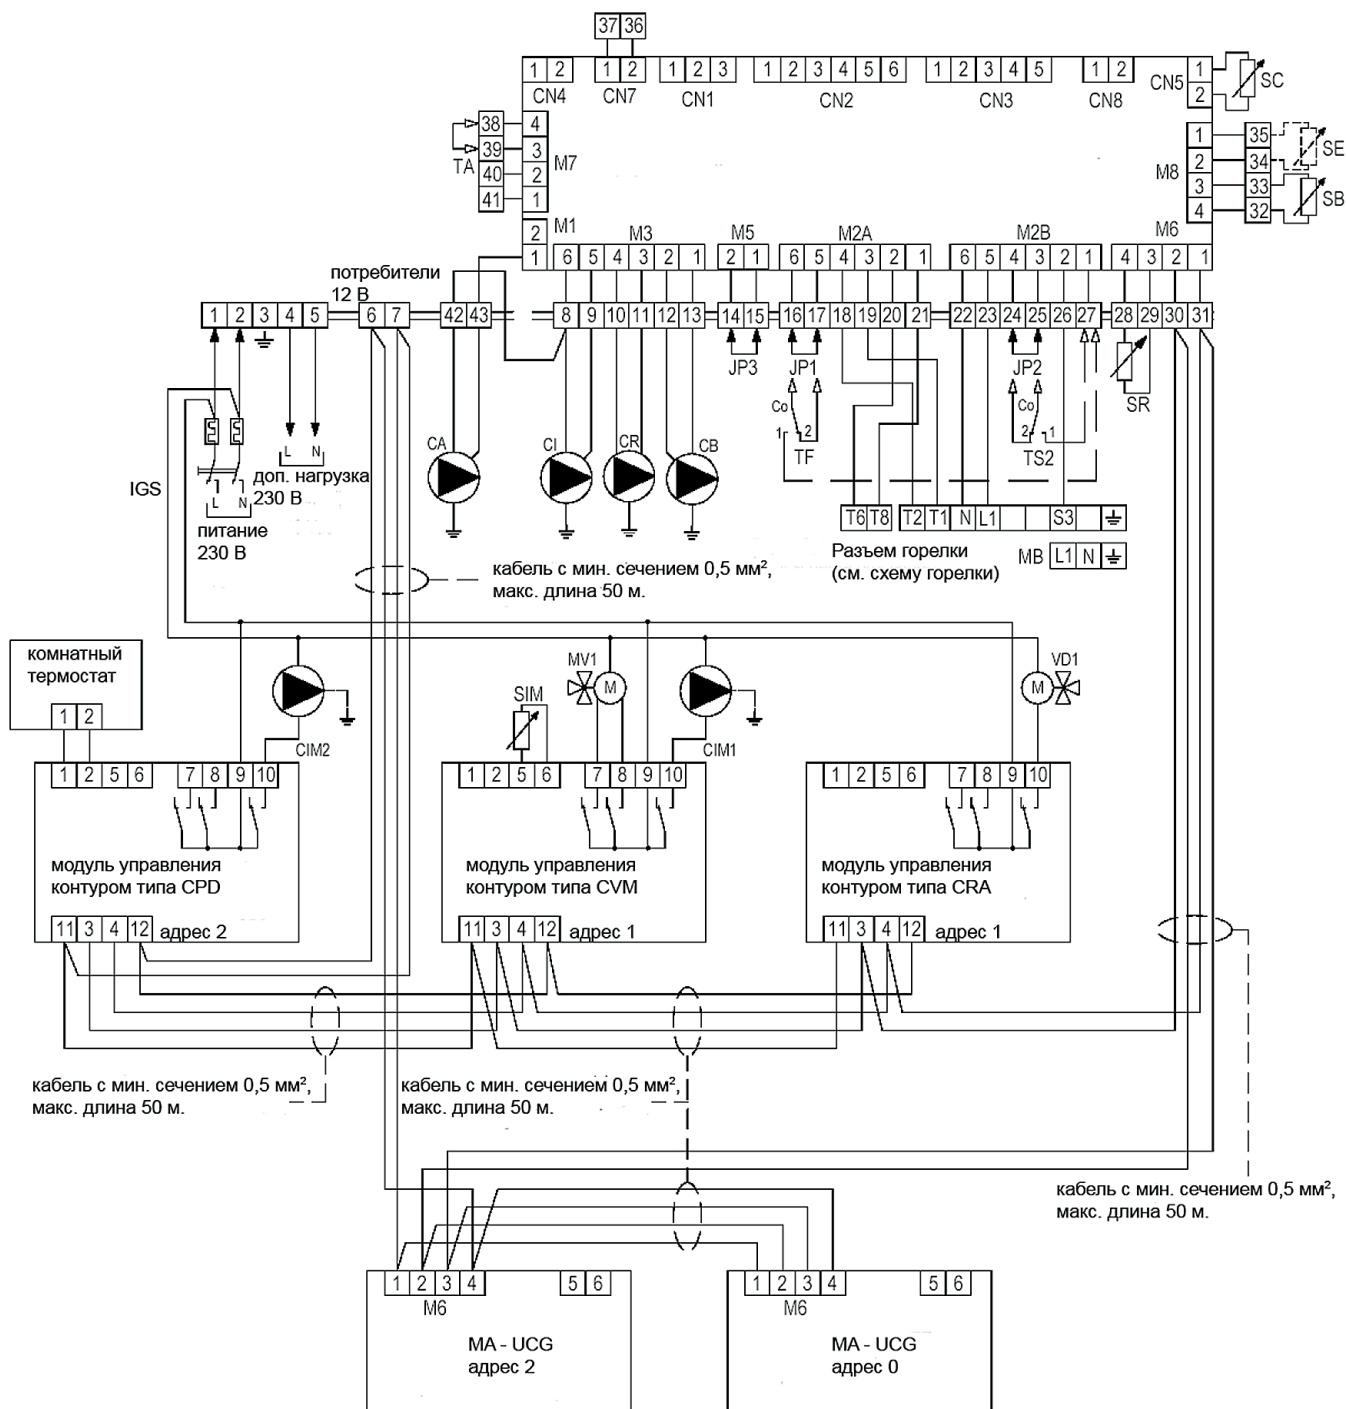 37 36
1 2 1 2 1 2 3 1 2 3 4 5 6 1 2 3 4 5 1 2 1
CN4 CN7 CN1 CN2 CN3 CN8 CN5 SC
2
38 4 1 35
39 3 M7 SE
TA 40 2 M8 2 34
41 1 3 33 SB
M1 4 32
2 M3 M5 M2A M2B M6
1 6 5 4 3 2 1 2 1 6 5 4 3 2 1 6 5 4 3 2 1 4 3 2 1
потребители
12 В
1 2 3 4 5 6 7 42 43 8 9 10 11 12 13 14 15 16 17 18 19 20 21 22 23 24 25 26 27 28 29 30 31
JP3 JP1 JP2 SR
Co Co
1 2 2 1
TF TS2
CA CI CR CB
L N
IGS
доп. нагрузка
230 В
L N
питание
230 В
T6 T8 T2 T1 N L1 S3
Разъем горелки
(см. схему горелки)
MB L1 N
кабель с мин. сечением 0,5 мм²,
макс. длина 50 м.
комнатный
термостат
1 2
CIM2
SIM
MV1
M
CIM1
VD1
M
1 2 5 6 7 8 9 10
1 2 5 6 7 8 9 10
1 2 5 6 7 8 9 10
модуль управления
контуром типа CPD
модуль управления
контуром типа CVM
модуль управления
контуром типа CRA
11 3 4 12 адрес 2
11 3 4 12 адрес 1
11 3 4 12 адрес 1
кабель с мин. сечением 0,5 мм²,
макс. длина 50 м.
кабель с мин. сечением 0,5 мм²,
макс. длина 50 м.
кабель с мин. сечением 0,5 мм²,
макс. длина 50 м.
1 2 3 4 5 6
M6
MA - UCG
адрес 2
1 2 3 4 5 6
M6
MA - UCG
адрес 0